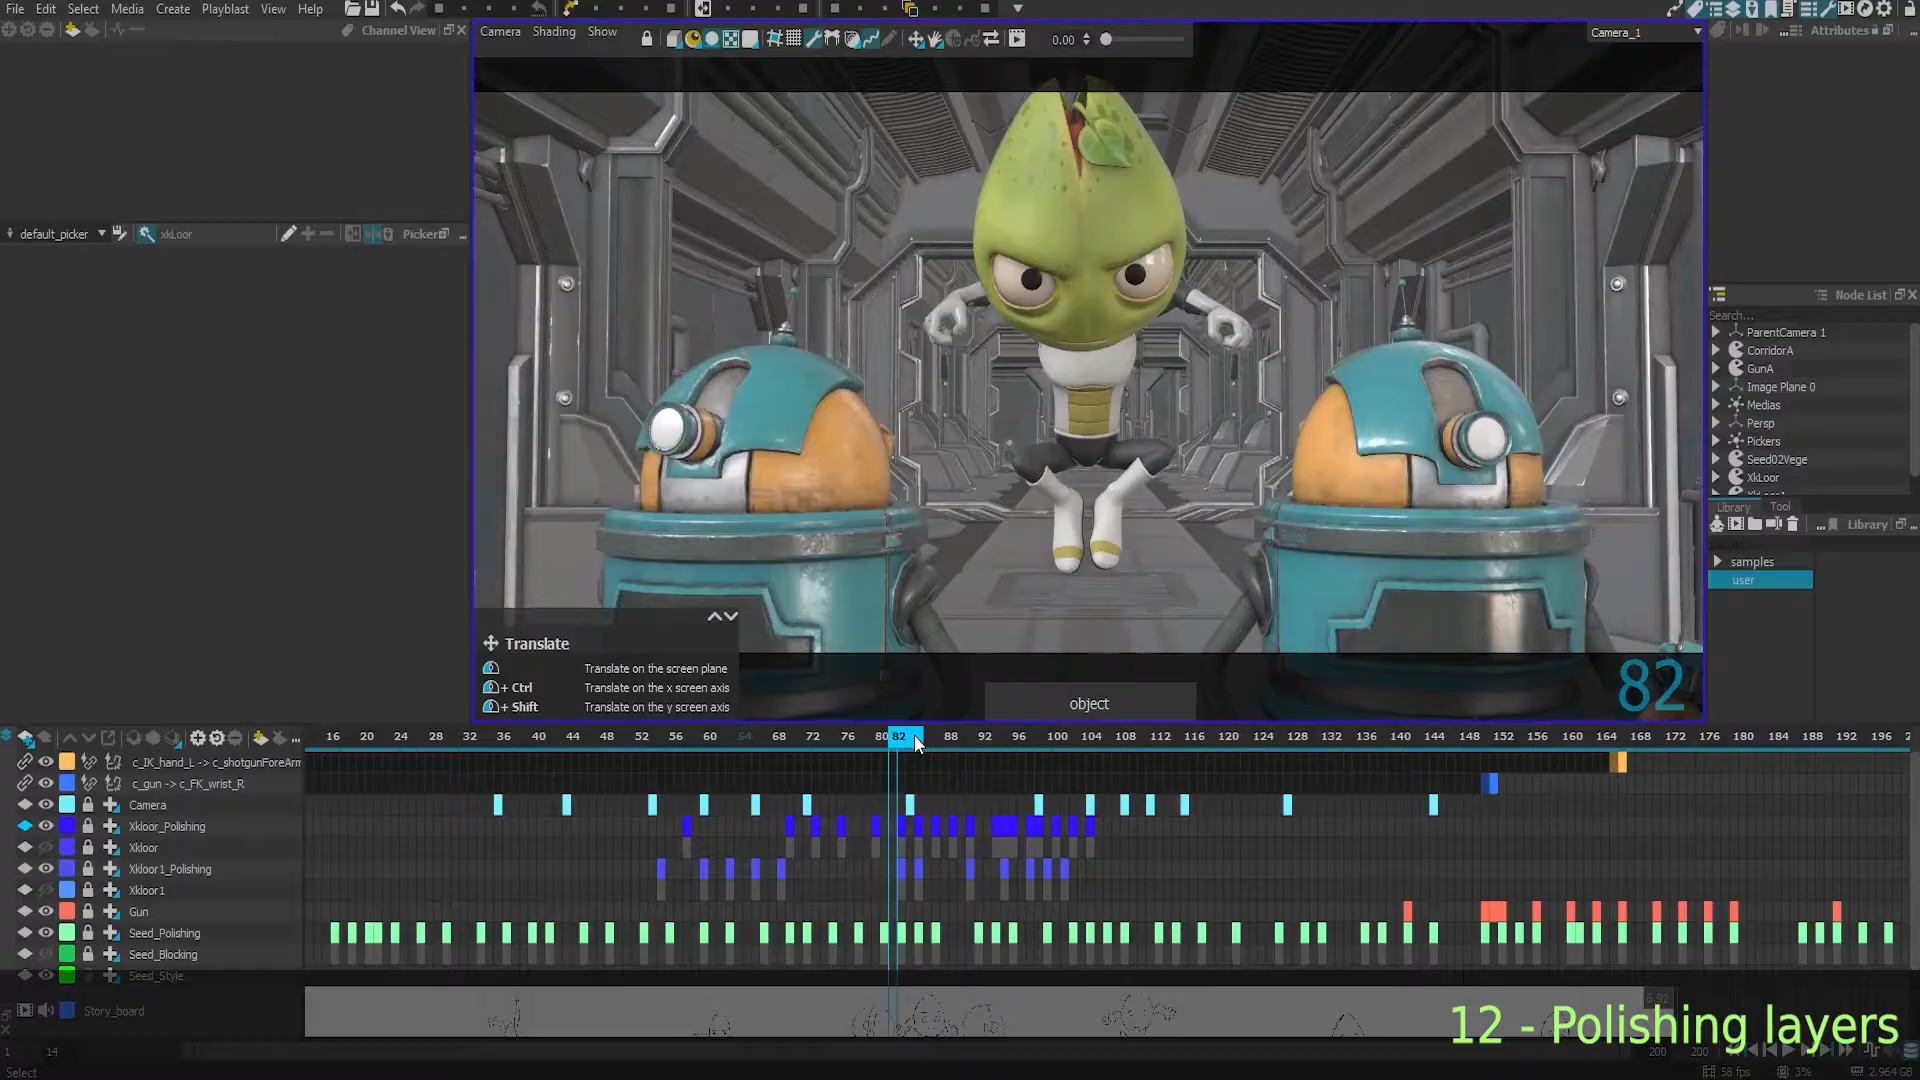 File Edit Select Media Create Playblast View Help
Channel View
Camera Shading Show
0.00
Camera_1
Attributes
default_picker
xkLoor
Picker
Node List
Search...
ParentCamera 1
CorridorA
GunA
Image Plane 0
Medias
Persp
Pickers
Seed02Vege
XkLoor
Library Tool
Library
samples
user
Translate
Translate on the screen plane
+ Ctrl Translate on the x screen axis
+ Shift Translate on the y screen axis
object
82
16 20 24 28 32 36 40 44 48 52 56 60 64 68 72 76 80 82 88 92 96 100 104 108 112 116 120 124 128 132 136 140 144 148 152 156 160 164 168 172 176 180 184 188 192 196
c_IK_hand_L -> c_shotgunForeArm
c_gun -> c_FK_wrist_R
Camera
Xkloor_Polishing
Xkloor
Xkloor1_Polishing
Xkloor1
Gun
Seed_Polishing
Seed_Blocking
Seed_Style
Story_board
6.92
12 - Polishing layers
1 14
200 200
Select
58 fps 3% 2.964 GB